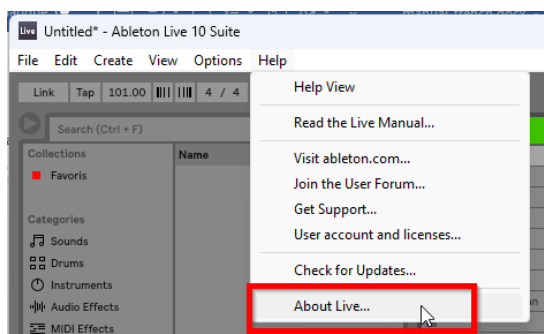 Live Untitled* - Ableton Live 10 Suite
File Edit Create View Options Help
Link Tap 101.00 4 / 4
Search (Ctrl + F)
Collections
Name
Favoris
Categories
Sounds
Drums
Instruments
Audio Effects
MIDI Effects
Help View
Read the Live Manual...
Visit ableton.com...
Join the User Forum...
Get Support...
User account and licenses...
Check for Updates...
About Live...